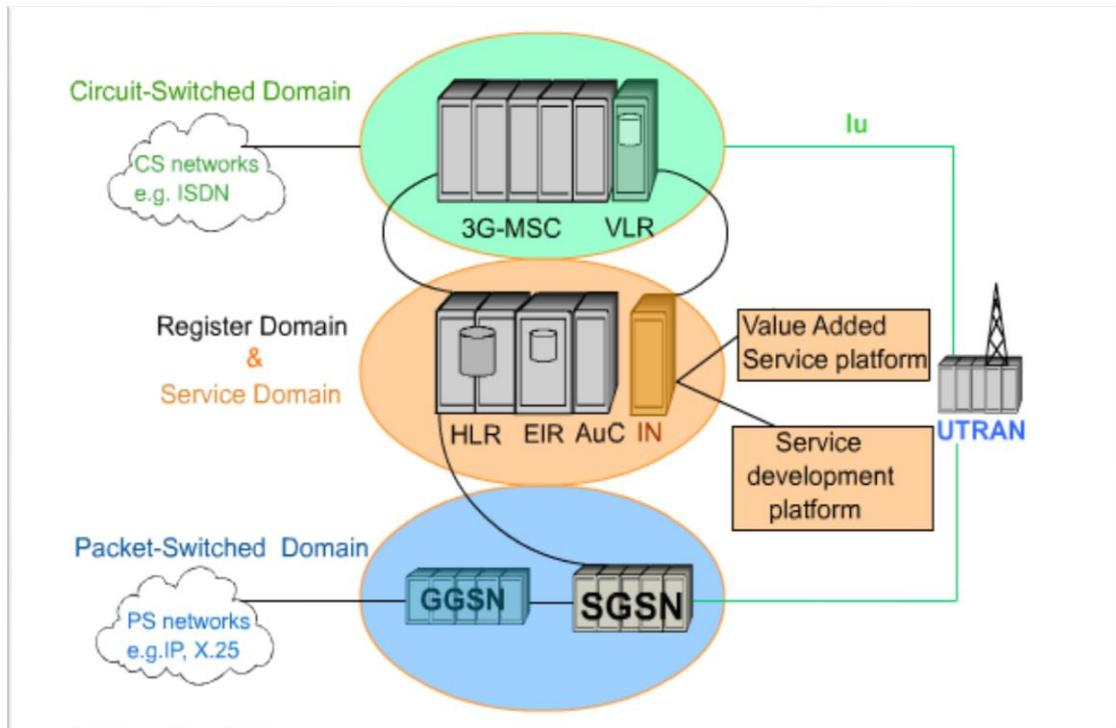 Circuit-Switched Domain
Iu
CS networks
e.g. ISDN
3G-MSC VLR
Register Domain
&
Service Domain
Value Added
Service platform
HLR EIR AuC IN
UTRAN
Service
development
platform
Packet-Switched Domain
GGSN
SGSN
PS networks
e.g.IP, X.25